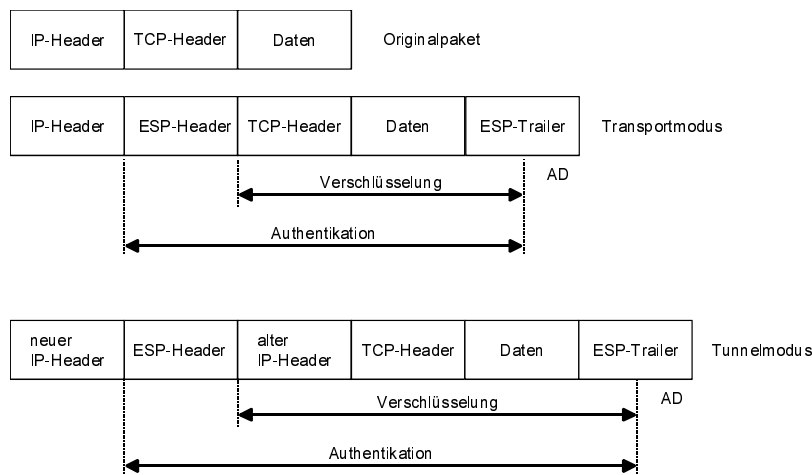 IP-Header TCP-Header Daten Originalpaket
IP-Header ESP-Header TCP-Header Daten ESP-Trailer Transportmodus
AD
Verschlüsselung
Authentikation
neuer IP-Header ESP-Header alter IP-Header TCP-Header Daten ESP-Trailer Tunnelmodus
AD
Verschlüsselung
Authentikation